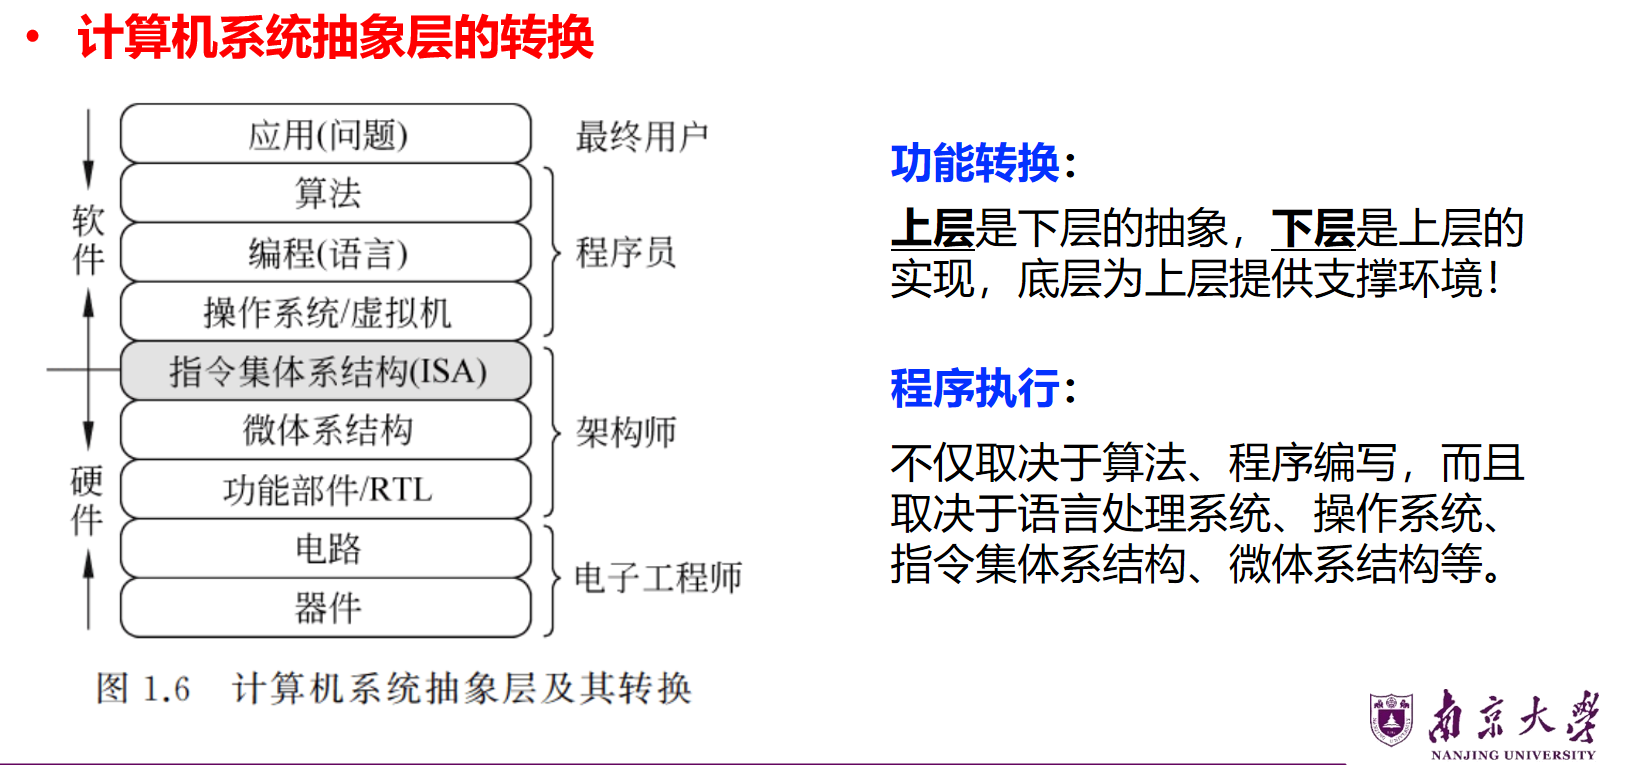 • 计算机系统抽象层的转换
应用(问题)
最终用户
算法
编程(语言)
程序员
操作系统/虚拟机
软件
指令集体系结构(ISA)
微体系结构
架构师
功能部件/RTL
硬件
电路
电子工程师
器件
图 1.6 计算机系统抽象层及其转换
功能转换：
上层是下层的抽象，下层是上层的
实现，底层为上层提供支撑环境！
程序执行：
不仅取决于算法、程序编写，而且
取决于语言处理系统、操作系统、
指令集体系结构、微体系结构等。
南京大学
NANJING UNIVERSITY